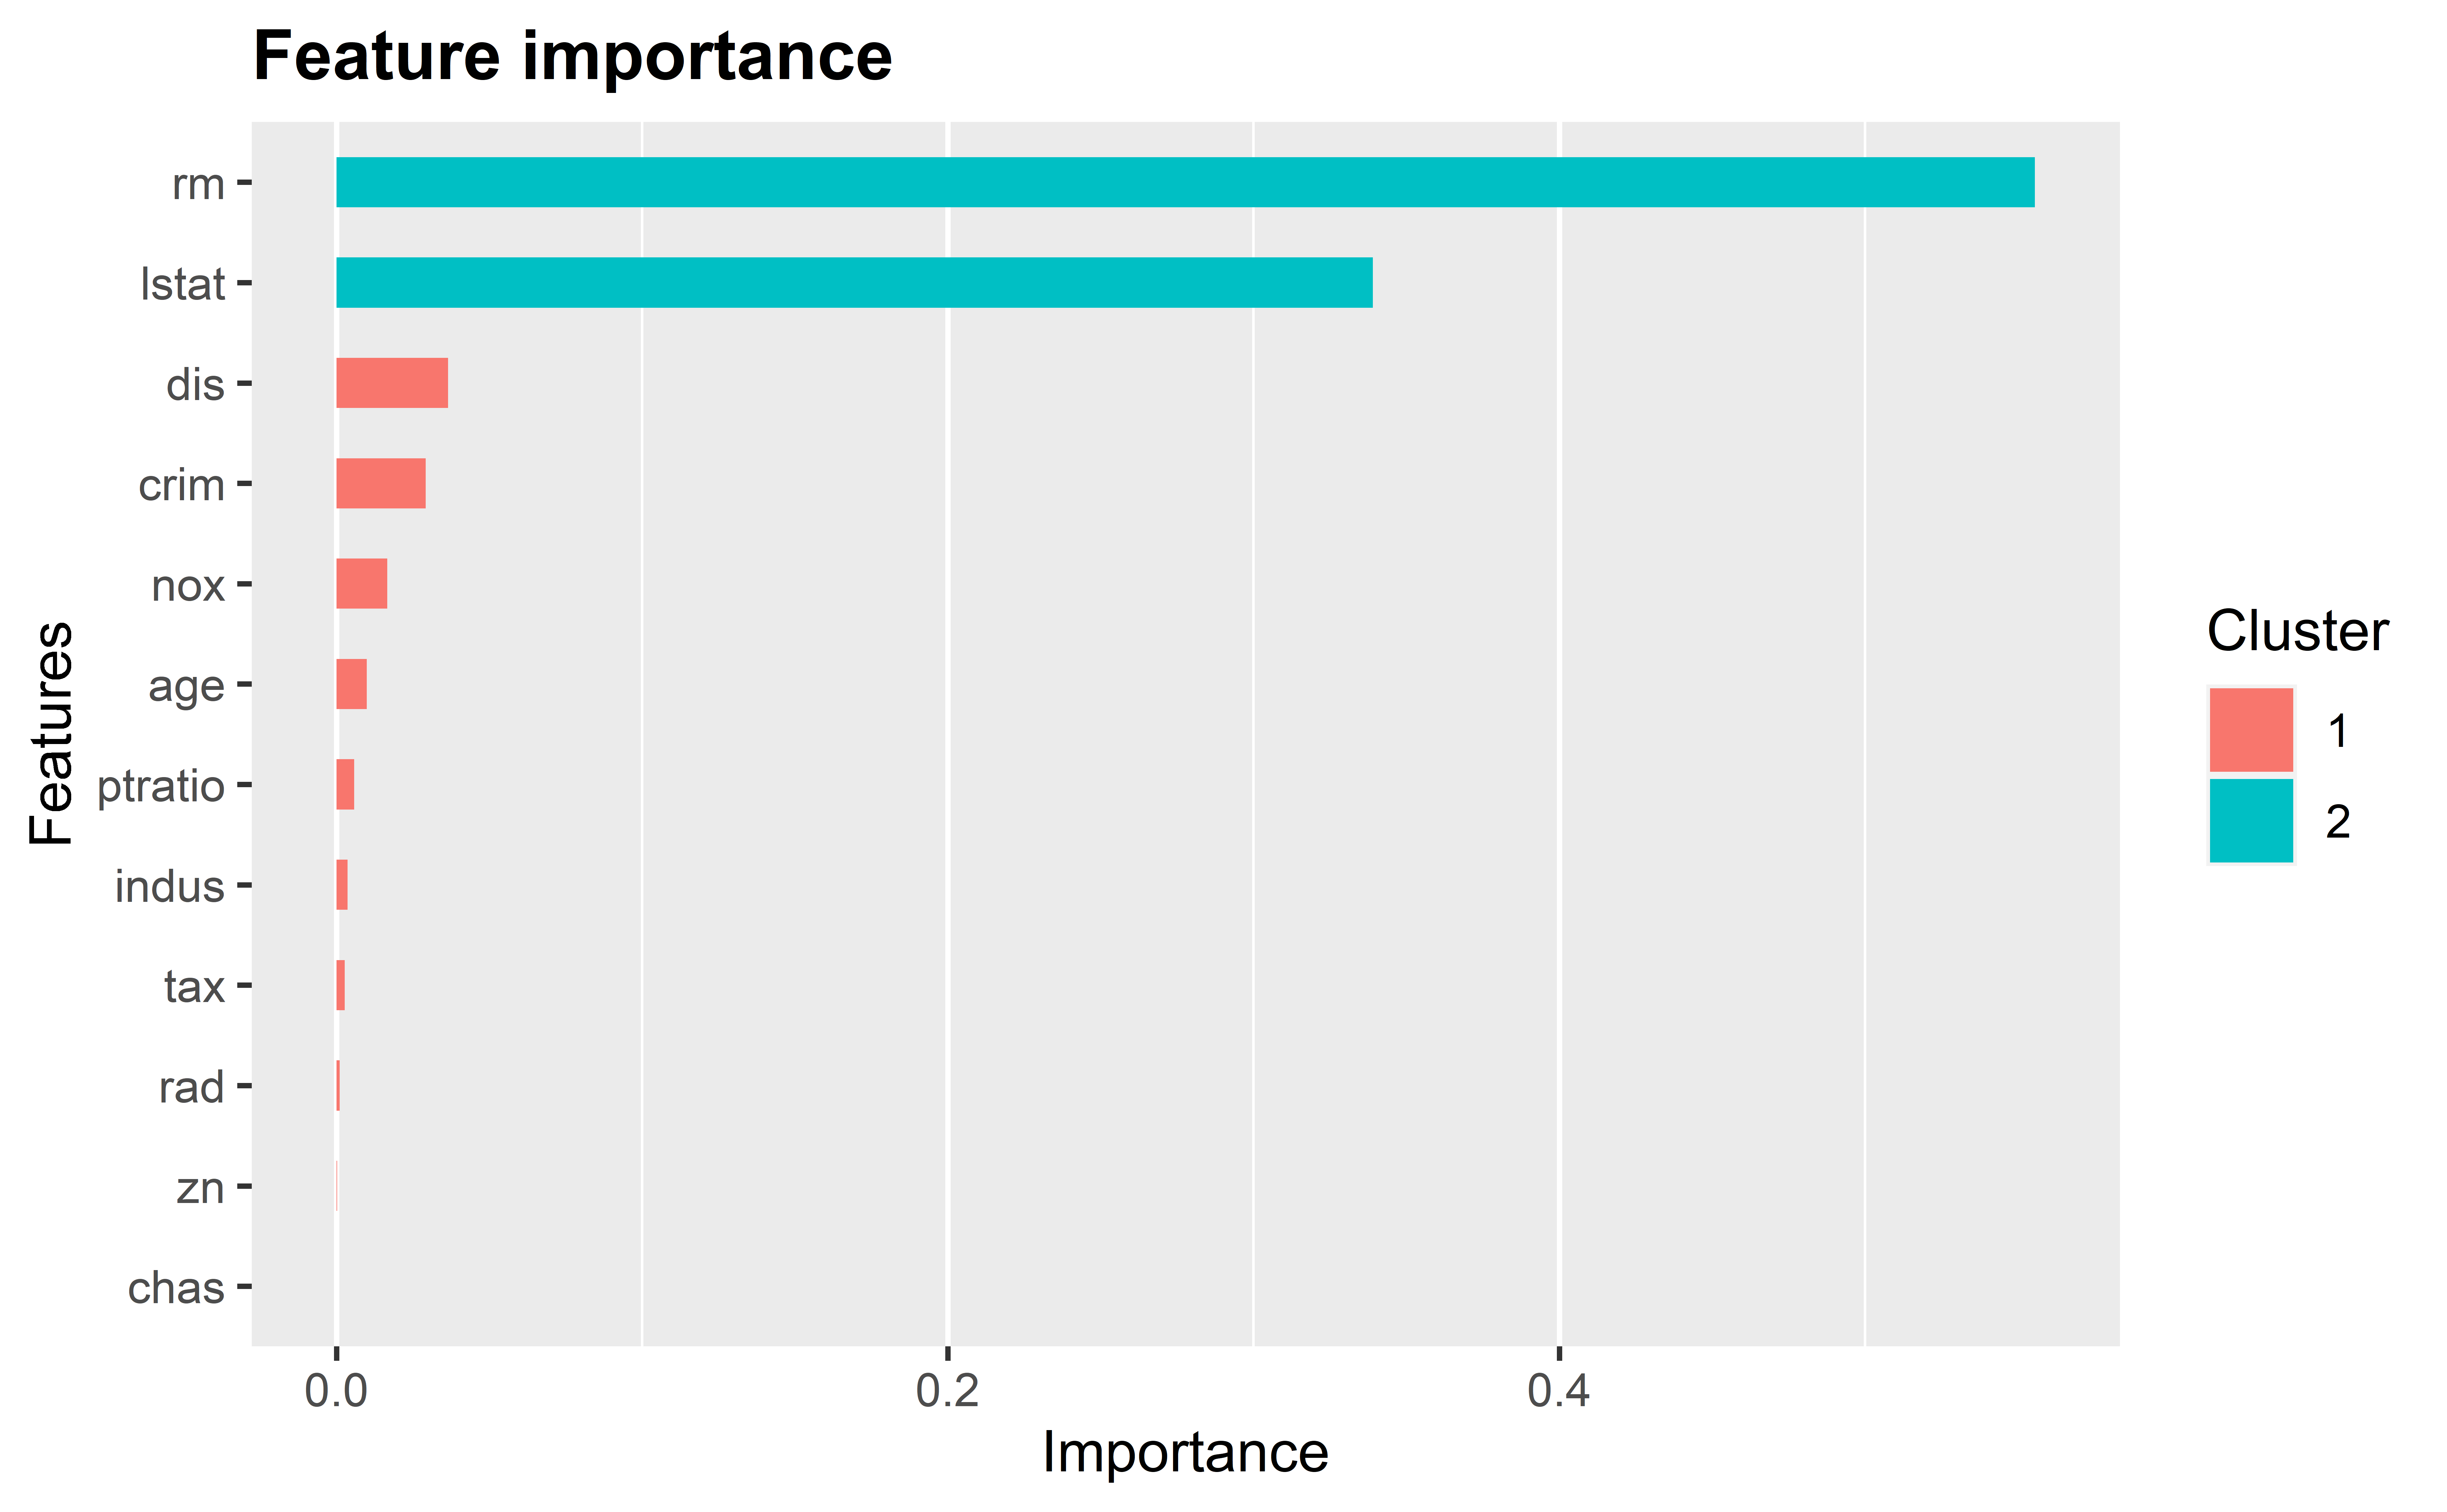 Feature importance
rm
lstat
dis
crim
nox
age
ptratio
indus
tax
rad
zn
chas
Features
0.0 0.2 0.4
Importance
Cluster
1
2